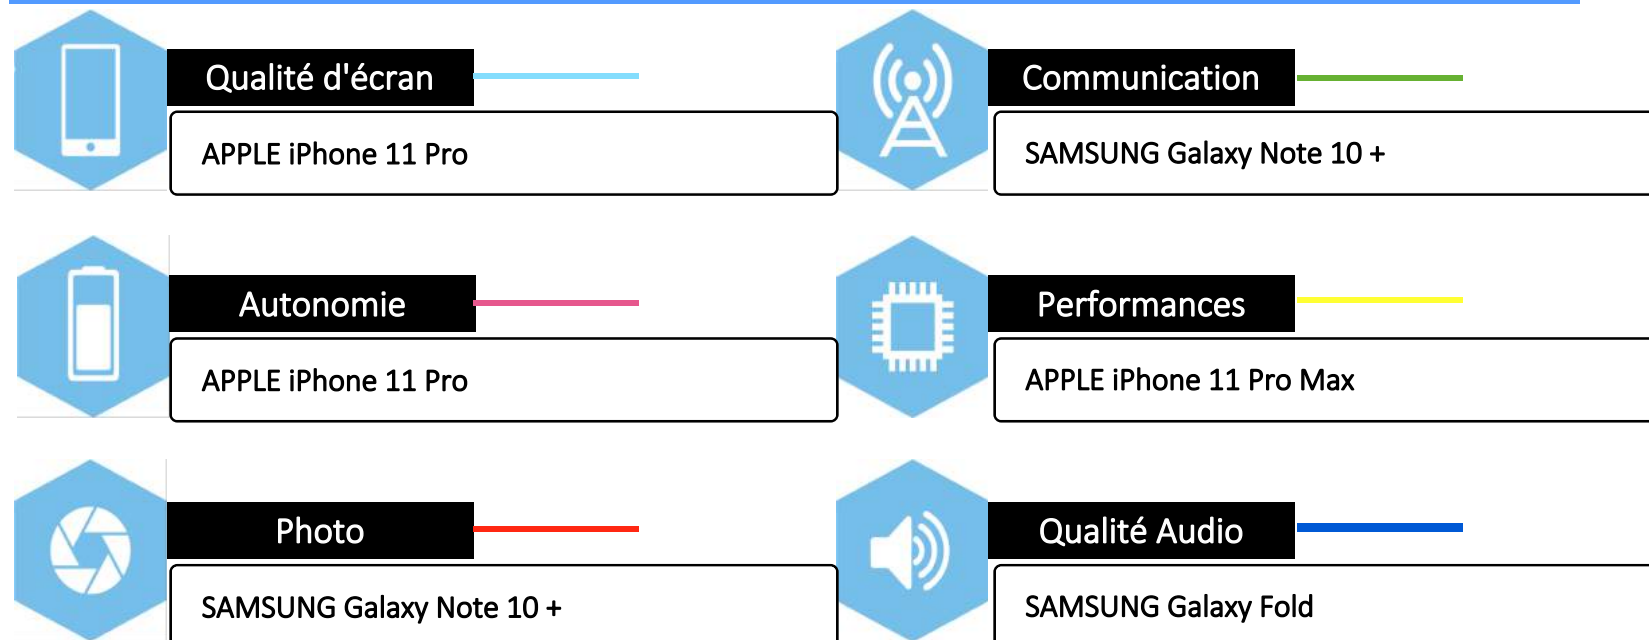 Qualité d'écran
APPLE iPhone 11 Pro
Communication
SAMSUNG Galaxy Note 10 +
Autonomie
APPLE iPhone 11 Pro
Performances
APPLE iPhone 11 Pro Max
Photo
SAMSUNG Galaxy Note 10 +
Qualité Audio
SAMSUNG Galaxy Fold